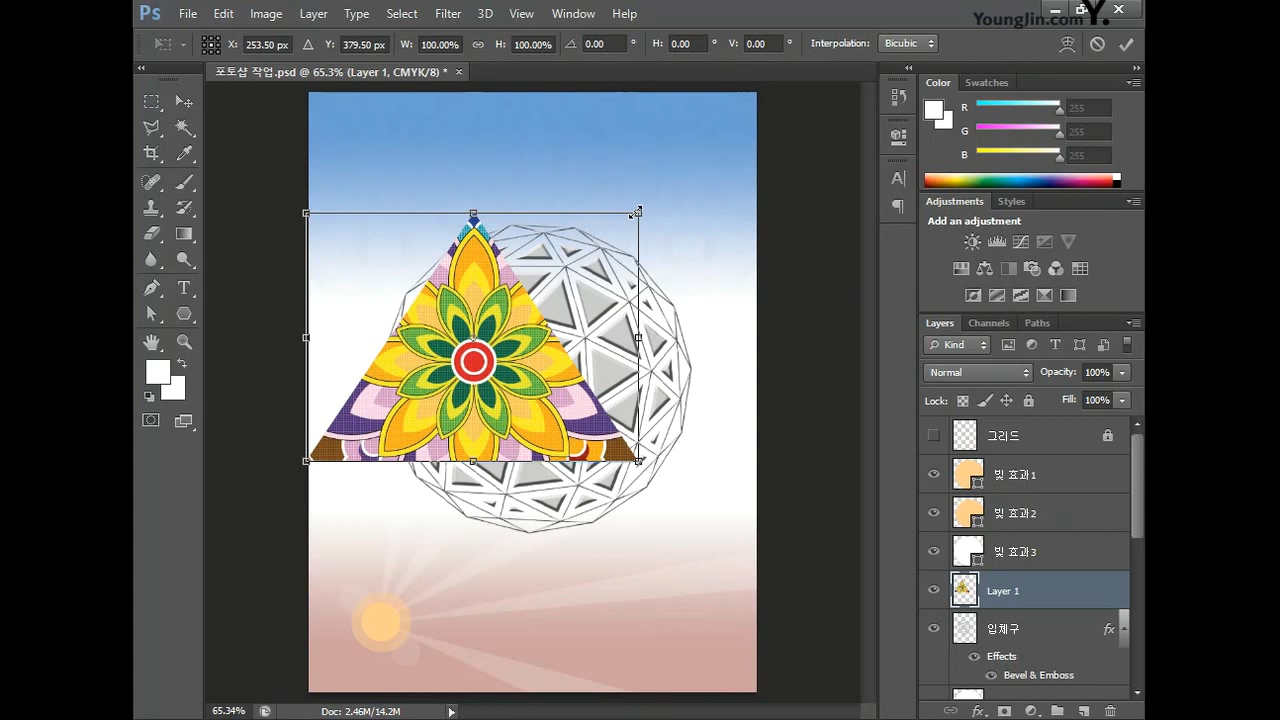 YoungJin.com Y.
Ps File Edit Image Layer Type Select Filter 3D View Window Help
X: 253.50 px Y: 379.50 px W: 100.00% H: 100.00% 0.00 ° H: 0.00 ° V: 0.00 ° Interpolation: Bicubic
포토샵 작업.psd @ 65.3% (Layer 1, CMYK/8) * ×
Color Swatches
R 255
G 255
B 255
Adjustments Styles
Add an adjustment
Layers Channels Paths
Kind
Normal Opacity: 100%
Lock: Fill: 100%
그리드
빛 효과1
빛 효과2
빛 효과3
Layer 1
입체구 fx
Effects
Bevel & Emboss
65.34% Doc: 2.46M/14.2M